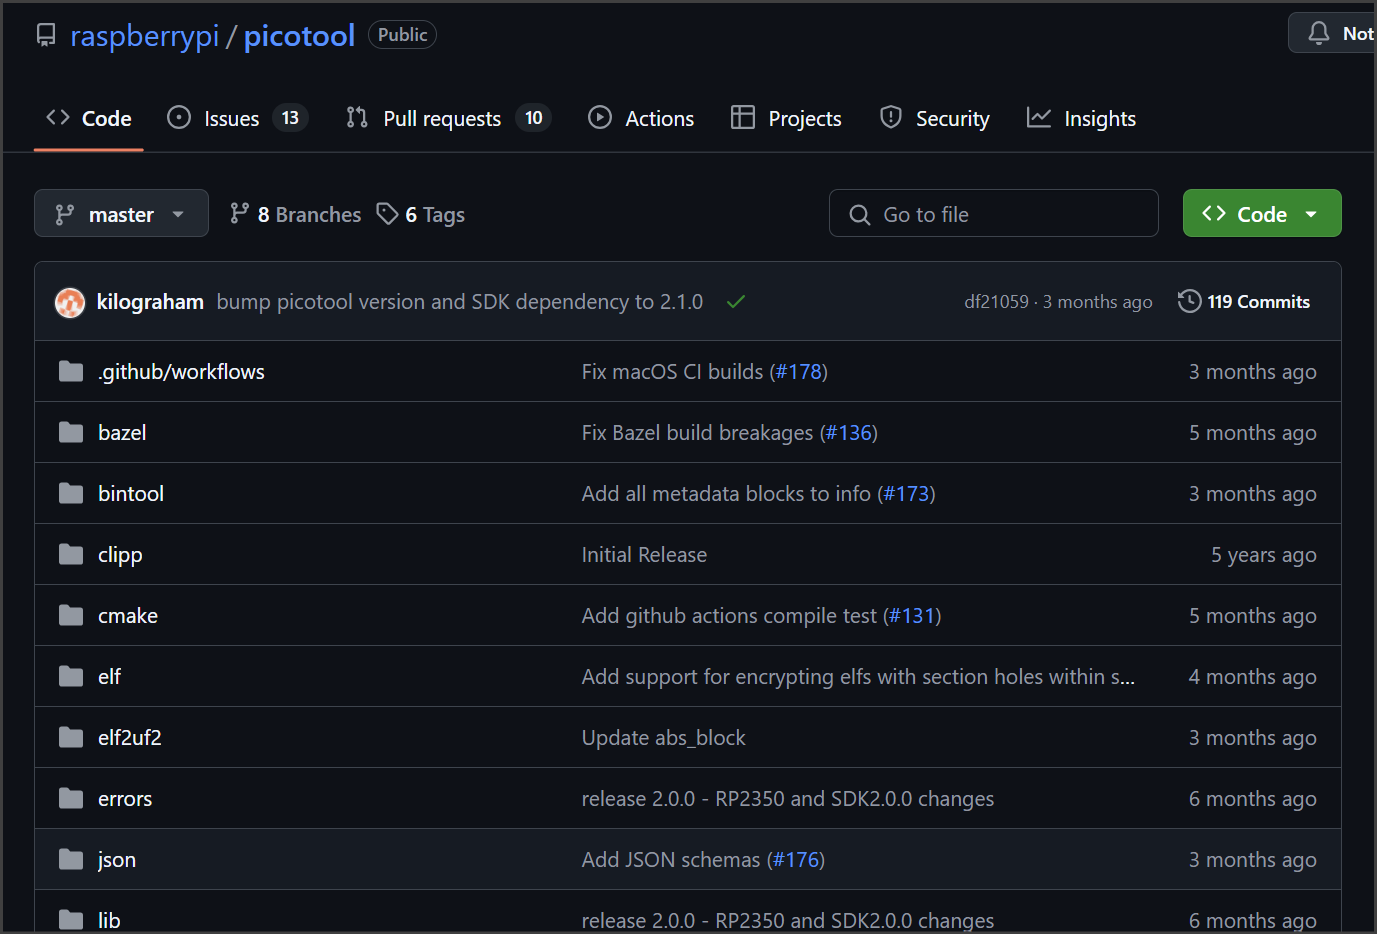 raspberrypi / picotool Public Not
Code Issues 13 Pull requests 10 Actions Projects Security Insights
master 8 Branches 6 Tags Go to file Code
kilograham bump picotool version and SDK dependency to 2.1.0 df21059 · 3 months ago 119 Commits
.github/workflows Fix macOS CI builds (#178) 3 months ago
bazel Fix Bazel build breakages (#136) 5 months ago
bintool Add all metadata blocks to info (#173) 3 months ago
clipp Initial Release 5 years ago
cmake Add github actions compile test (#131) 5 months ago
elf Add support for encrypting elfs with section holes within s... 4 months ago
elf2uf2 Update abs_block 3 months ago
errors release 2.0.0 - RP2350 and SDK2.0.0 changes 6 months ago
json Add JSON schemas (#176) 3 months ago
lib release 2.0.0 - RP2350 and SDK2.0.0 changes 6 months ago